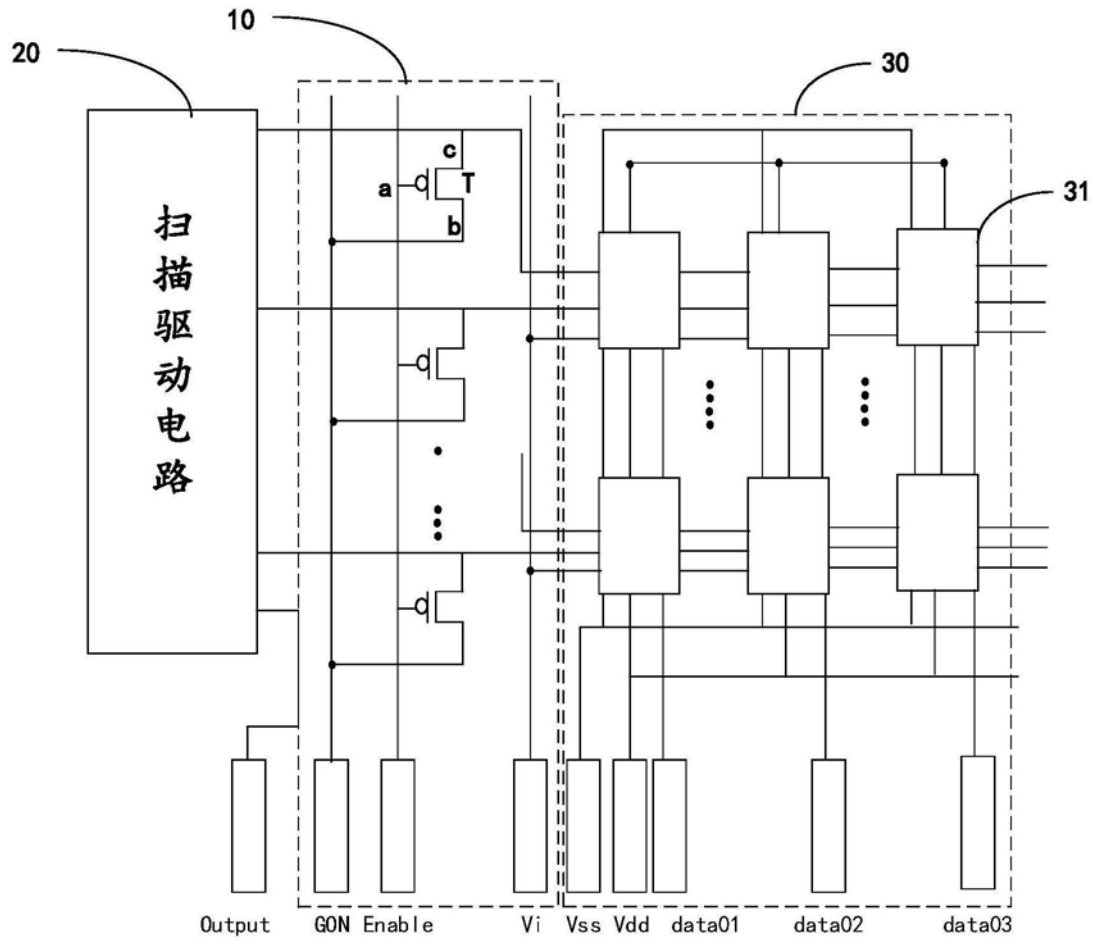 20
10
30
31
扫描驱动电路
c
a
T
b
Output GON Enable Vi Vss Vdd data01 data02 data03